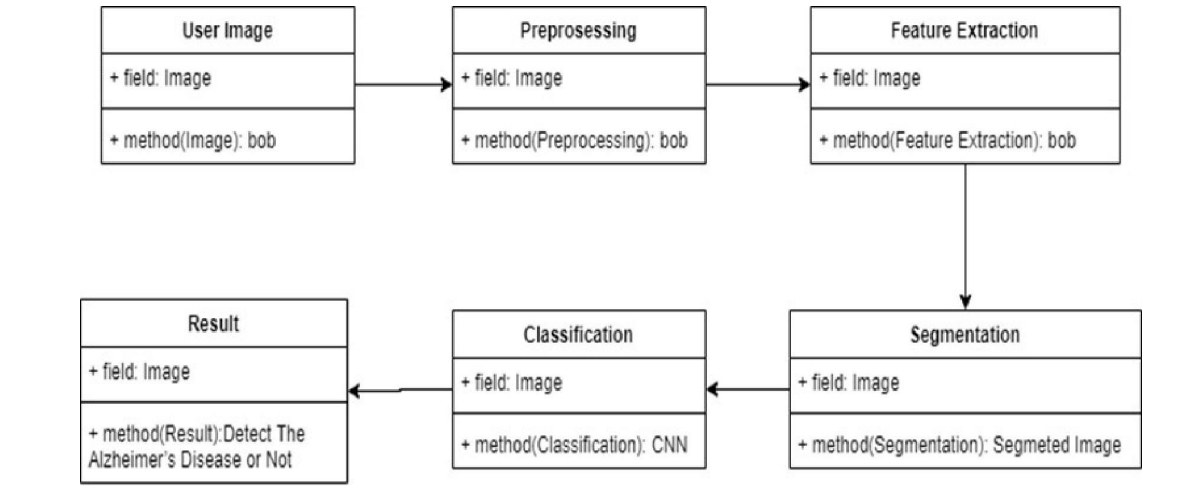 User Image
+ field: Image
+ method(Image): bob
Preprosessing
+ field: Image
+ method(Preprocessing): bob
Feature Extraction
+ field: Image
+ method(Feature Extraction): bob
Segmentation
+ field: Image
+ method(Segmentation): Segmeted Image
Classification
+ field: Image
+ method(Classification): CNN
Result
+ field: Image
+ method(Result):Detect The
Alzheimer's Disease or Not